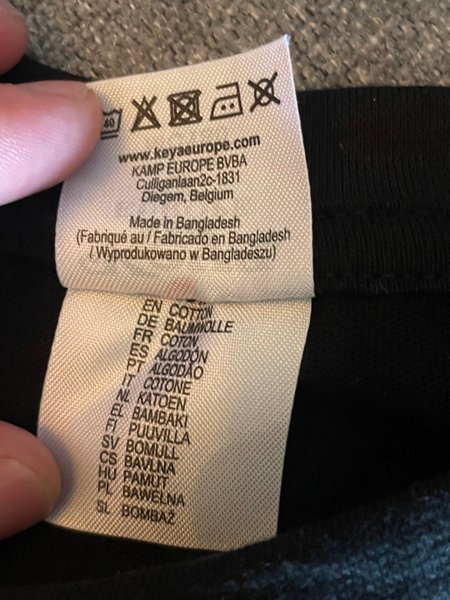 40
www.keyaeurope.com
KAMP EUROPE BVBA
Culliganlaan2c-1831
Diegem, Belgium
Made in Bangladesh
(Fabriqué au / Fabricado en Bangladesh
/ Wyprodukowano w Bangladeszu)
EN COTTON
DE BAUMWOLLE
FR COTON
ES ALGODÓN
PT ALGODÃO
IT COTONE
NL KATOEN
EL BAMBAKI
FI PUUVILLA
SV BOMULL
CS BAVLNA
HU PAMUT
PL BAWEŁNA
SL BOMBAŽ